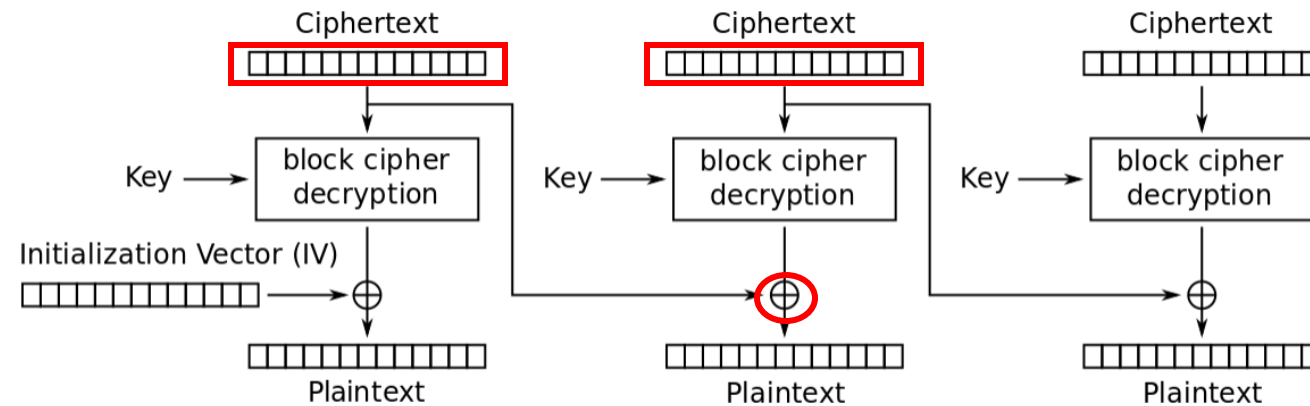 Ciphertext
Ciphertext
Ciphertext
Key
block cipher
decryption
Key
block cipher
decryption
Key
block cipher
decryption
Initialization Vector (IV)
Plaintext
Plaintext
Plaintext